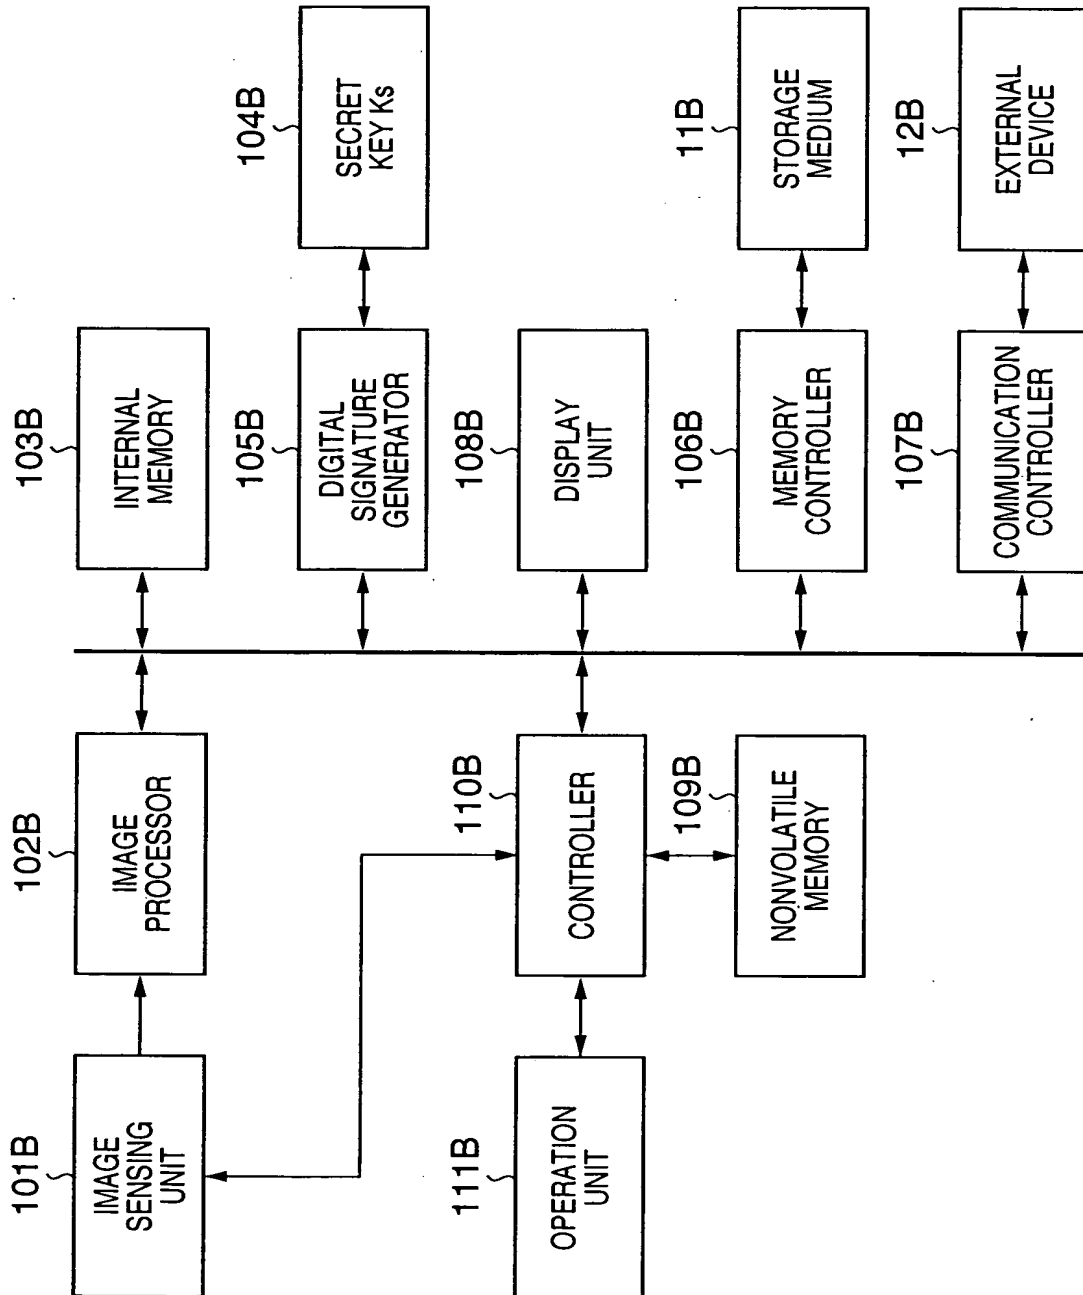 101B
IMAGE
SENSING
UNIT
102B
IMAGE
PROCESSOR
103B
INTERNAL
MEMORY
104B
SECRET
KEY Ks
105B
DIGITAL
SIGNATURE
GENERATOR
111B
OPERATION
UNIT
110B
CONTROLLER
108B
DISPLAY
UNIT
109B
NONVOLATILE
MEMORY
106B
MEMORY
CONTROLLER
11B
STORAGE
MEDIUM
107B
COMMUNICATION
CONTROLLER
12B
EXTERNAL
DEVICE